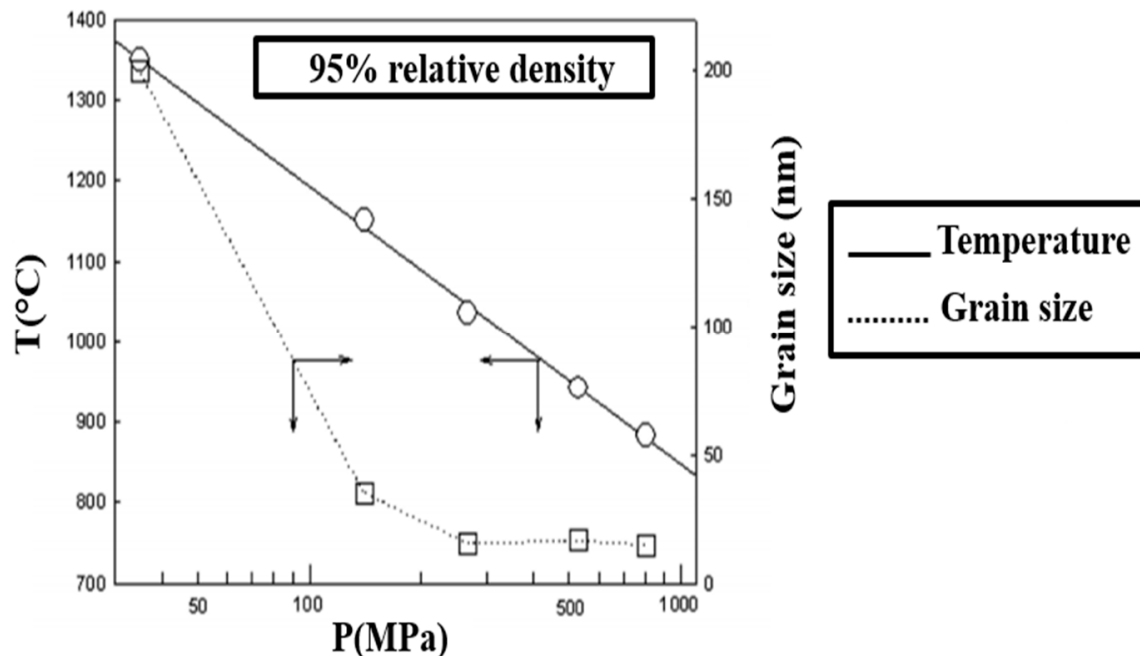 95% relative density
1400
1300
1200
1100
1000
900
800
700
T(°C)
50
100
500
1000
P(MPa)
200
150
100
50
0
Grain size (nm)
Temperature
Grain size